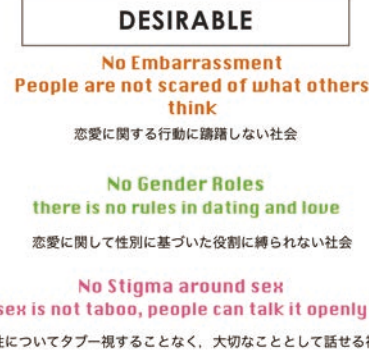 DESIRABLE
No Embarrassment
People are not scared of what others
think
恋愛に関する行動に躊躇しない社会
No Gender Roles
there is no rules in dating and love
恋愛に関して性別に基づいた役割に縛られない社会
No Stigma around sex
sex is not taboo, people can talk it openly
性についてタブー視することなく、大切なこととして話せる